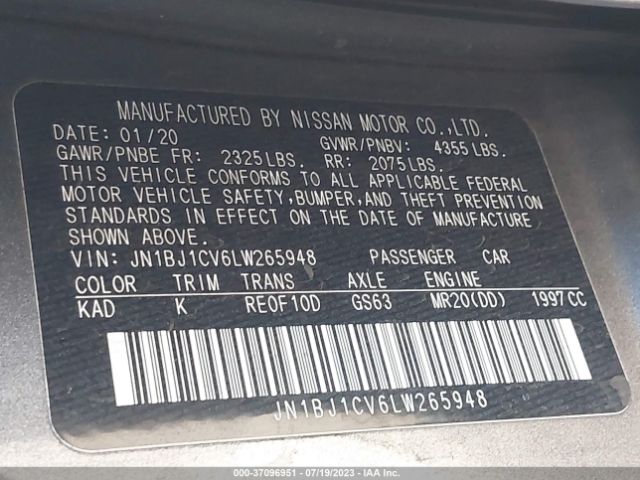 MANUFACTURED BY NISSAN MOTOR CO.,LTD.
DATE: 01/20 GVWR/PNBV: 4355 LBS.
GAWR/PNBE FR: 2325 LBS. RR: 2075 LBS.
THIS VEHICLE CONFORMS TO ALL APPLICABLE FEDERAL
MOTOR VEHICLE SAFETY,BUMPER,AND THEFT PREVENTION
STANDARDS IN EFFECT ON THE DATE OF MANUFACTURE
SHOWN ABOVE.
VIN: JN1BJ1CV6LW265948 PASSENGER CAR
COLOR TRIM TRANS AXLE ENGINE
KAD K RE0F10D GS63 MR20(DD) 1997 CC
JN1BJ1CV6LW265948
000-37096951 - 07/19/2023 - IAA Inc.